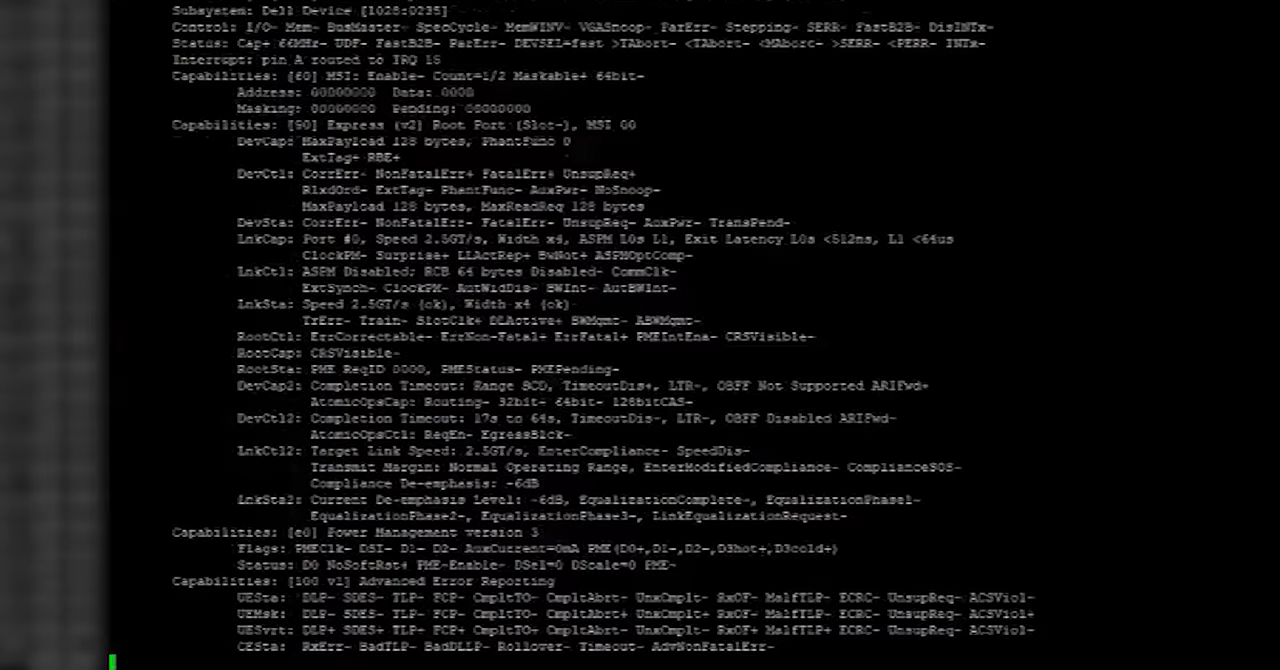 Subsystem: Dell Device [1028:0235]
Control: I/O- Mem- BusMaster- SpecCycle- MemWINV- VGASnoop- ParErr- Stepping- SERR- FastB2B- DisINTx-
Status: Cap+ 66MHz- UDF- FastB2B- ParErr- DEVSEL=fast >TAbort- <TAbort- <MAbort- >SERR- <PERR- INTx-
Interrupt: pin A routed to IRQ 15
Capabilities: [60] MSI: Enable- Count=1/2 Maskable+ 64bit-
Address: 00000000 Data: 0000
Masking: 00000000 Pending: 00000000
Capabilities: [90] Express (v2) Root Port (Slot-), MSI 00
DevCap: MaxPayload 128 bytes, PhantFunc 0
ExtTag+ RBE+
DevCtl: CorrErr- NonFatalErr+ FatalErr+ UnsupReq+
RlxdOrd- ExtTag- PhantFunc- AuxPwr- NoSnoop-
MaxPayload 128 bytes, MaxReadReq 128 bytes
DevSta: CorrErr- NonFatalErr- FatalErr- UnsupReq- AuxPwr- TransPend-
LnkCap: Port #0, Speed 2.5GT/s, Width x4, ASPM L0s L1, Exit Latency L0s <512ns, L1 <64us
ClockPM- Surprise+ LLActRep+ BwNot+ ASPMOptComp-
LnkCtl: ASPM Disabled; RCB 64 bytes Disabled- CommClk-
ExtSynch- ClockPM- AutWidDis- BWInt- AutBWInt-
LnkSta: Speed 2.5GT/s (ok), Width x4 (ok)
TrErr- Train- SlotClk+ DLActive+ BWMgmt- ABWMgmt-
RootCtl: ErrCorrectable- ErrNon-Fatal+ ErrFatal+ PMEIntEna- CRSVisible-
RootCap: CRSVisible-
RootSta: PME ReqID 0000, PMEStatus- PMEPending-
DevCap2: Completion Timeout: Range BCD, TimeoutDis+, LTR-, OBFF Not Supported ARIFwd+
AtomicOpsCap: Routing- 32bit- 64bit- 128bitCAS-
DevCtl2: Completion Timeout: 17s to 64s, TimeoutDis-, LTR-, OBFF Disabled ARIFwd-
AtomicOpsCtl: ReqEn- EgressBlck-
LnkCtl2: Target Link Speed: 2.5GT/s, EnterCompliance- SpeedDis-
Transmit Margin: Normal Operating Range, EnterModifiedCompliance- ComplianceSOS-
Compliance De-emphasis: -6dB
LnkSta2: Current De-emphasis Level: -6dB, EqualizationComplete-, EqualizationPhase1-
EqualizationPhase2-, EqualizationPhase3-, LinkEqualizationRequest-
Capabilities: [e0] Power Management version 3
Flags: PMEClk- DSI- D1- D2- AuxCurrent=0mA PME(D0+,D1-,D2-,D3hot+,D3cold+)
Status: D0 NoSoftRst+ PME-Enable- DSel=0 DScale=0 PME-
Capabilities: [100 v1] Advanced Error Reporting
UESta: DLP- SDES- TLP- FCP- CmpltTO- CmpltAbrt- UnxCmplt- RxOF- MalfTLP- ECRC- UnsupReq- ACSViol-
UEMsk: DLP- SDES- TLP- FCP- CmpltTO- CmpltAbrt- UnxCmplt+ RxOF- MalfTLP- ECRC- UnsupReq- ACSViol+
UESvrt: DLP+ SDES+ TLP- FCP+ CmpltTO+ CmpltAbrt- UnxCmplt- RxOF+ MalfTLP+ ECRC- UnsupReq- ACSViol-
CESta: RxErr- BadTLP- BadDLLP- Rollover- Timeout- AdvNonFatalErr-